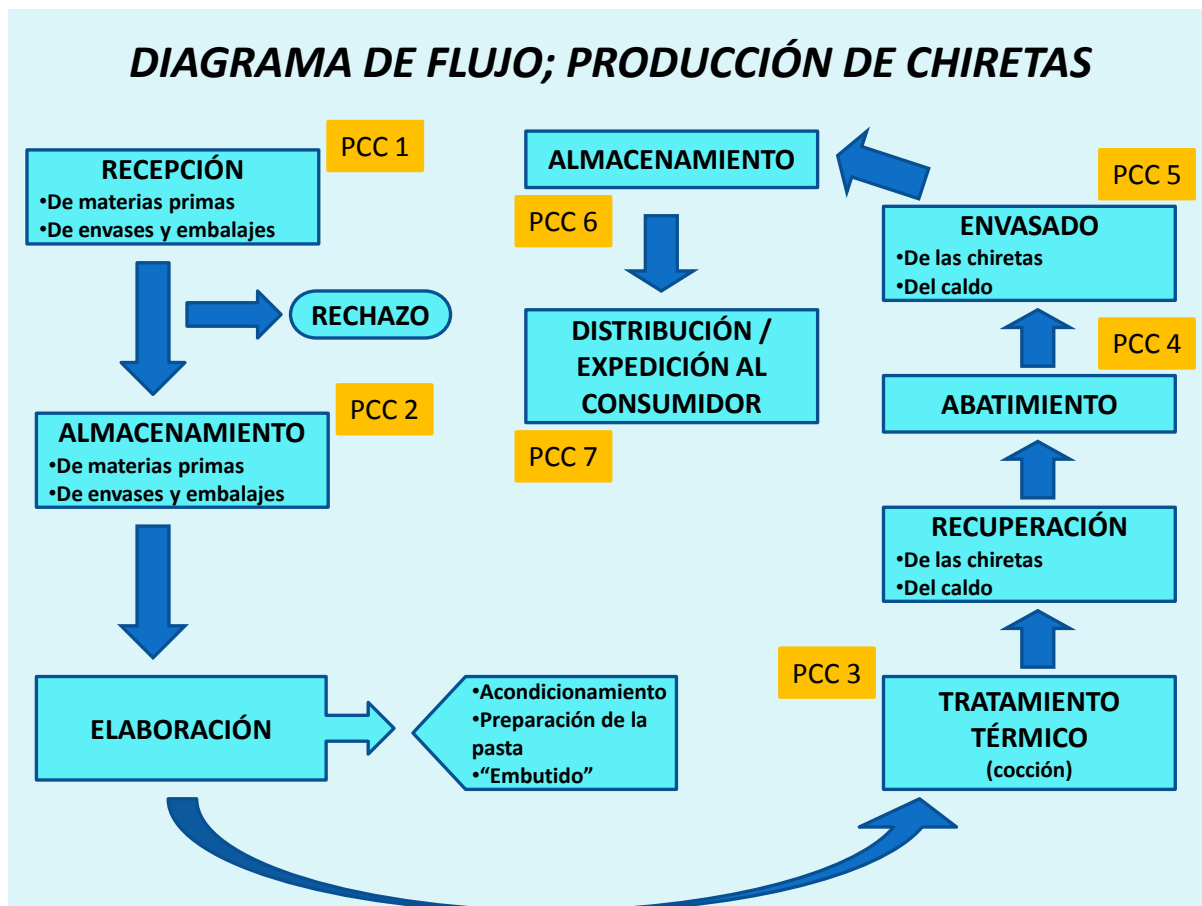 DIAGRAMA DE FLUJO; PRODUCCIÓN DE CHIRETAS
PCC 1
RECEPCIÓN
•De materias primas
•De envases y embalajes
RECHAZO
PCC 2
ALMACENAMIENTO
•De materias primas
•De envases y embalajes
ELABORACIÓN
•Acondicionamiento
•Preparación de la
pasta
•“Embutido”
PCC 3
TRATAMIENTO
TÉRMICO
(cocción)
RECUPERACIÓN
•De las chiretas
•Del caldo
ABATIMIENTO
PCC 4
ENVASADO
•De las chiretas
•Del caldo
PCC 5
ALMACENAMIENTO
PCC 6
DISTRIBUCIÓN /
EXPEDICIÓN AL
CONSUMIDOR
PCC 7